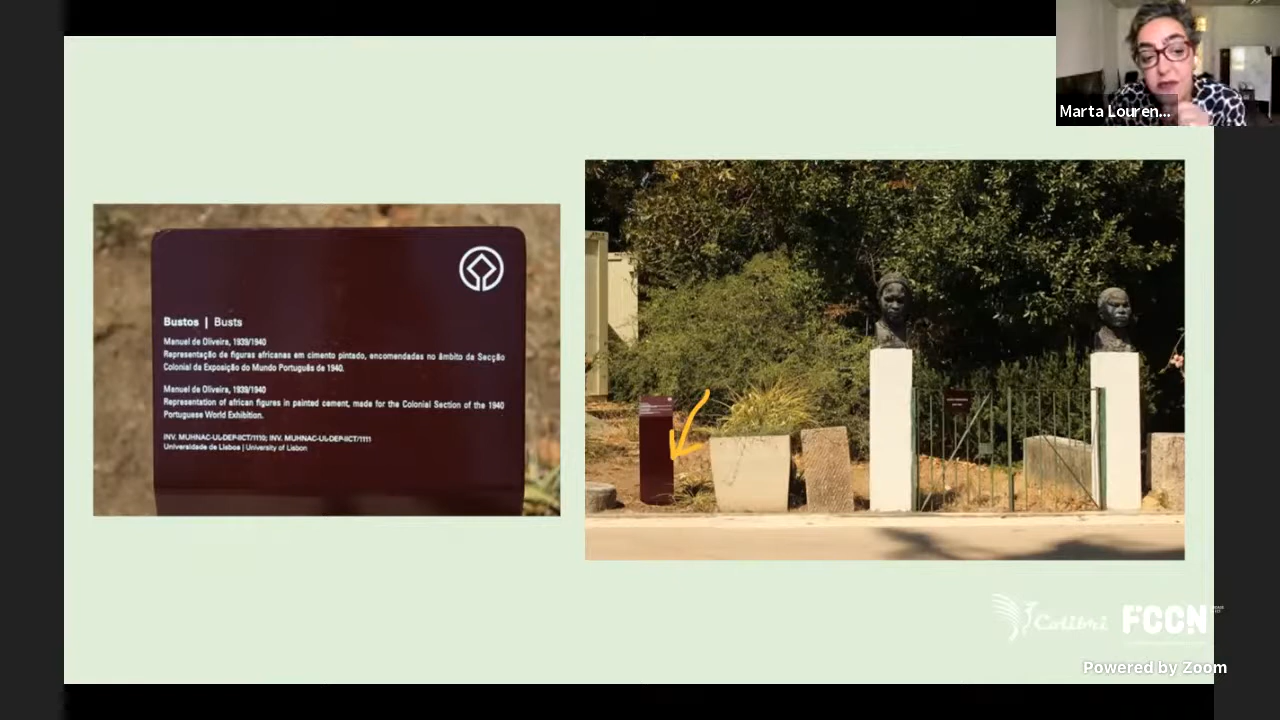 Marta Louren...
Bustos | Busts
Manuel de Oliveira, 1939/1940
Representação de figuras africanas em cimento pintado, encomendadas no âmbito da Secção
Colonial da Exposição do Mundo Português de 1940.
Manuel de Oliveira, 1939/1940
Representation of african figures in painted cement, made for the Colonial Section of the 1940
Portuguese World Exhibition.
INV. MUHNAC-UL-DEP-IICT/1110; INV. MUHNAC-UL-DEP-IICT/1111
Universidade de Lisboa | University of Lisbon
Colibri FCCN
Powered by Zoom